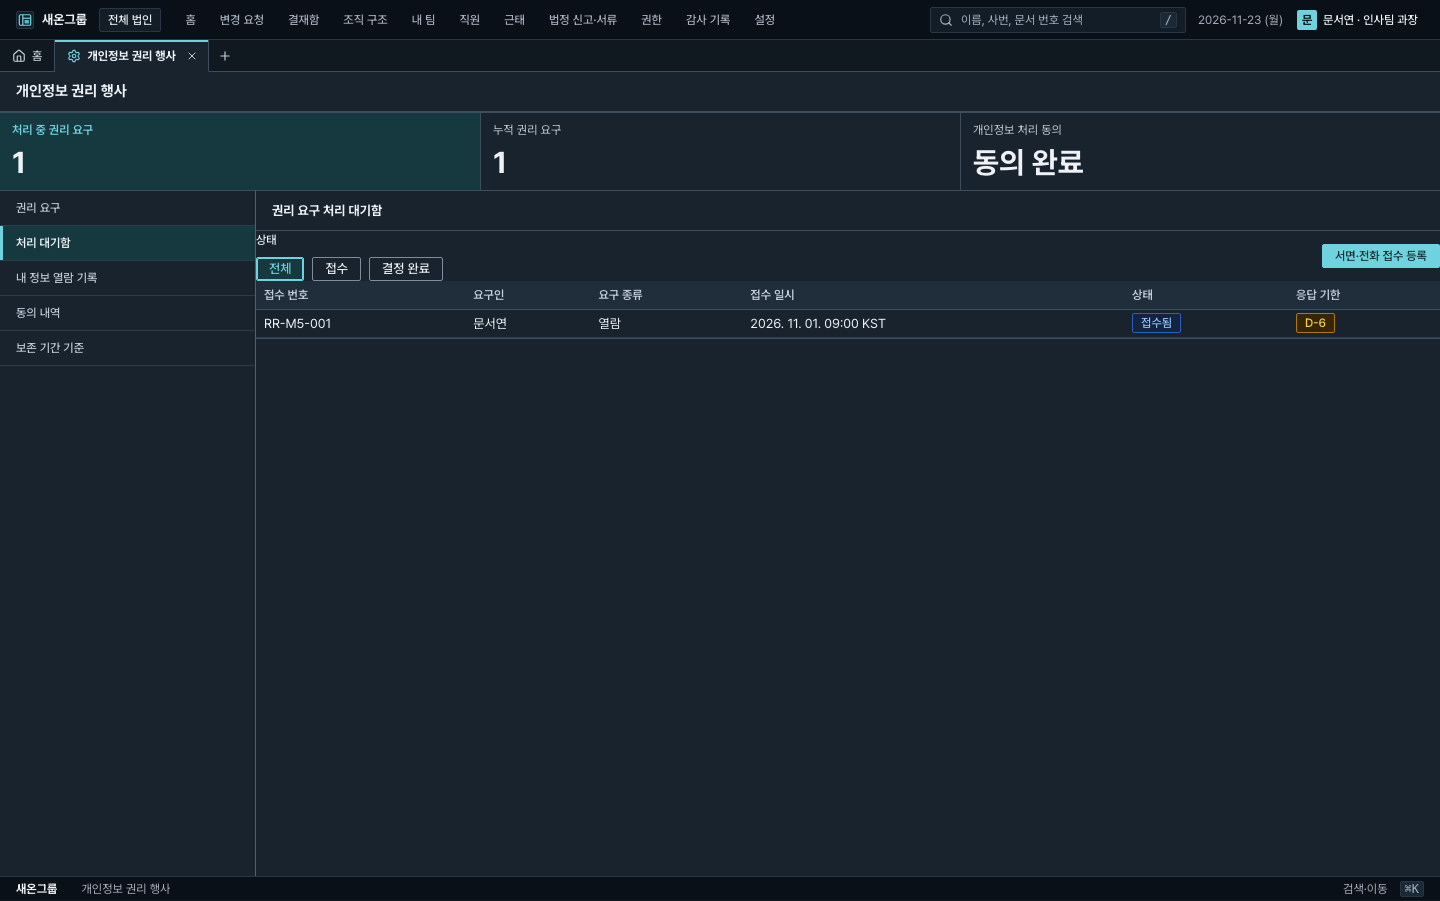 새온그룹 전체 법인 홈 변경 요청 결재함 조직 구조 내 팀 직원 근태 법정 신고·서류 권한 감사 기록 설정 이름, 사번, 문서 번호 검색 / 2026-11-23 (월) 문 문서연 · 인사팀 과장
홈 개인정보 권리 행사
개인정보 권리 행사
처리 중 권리 요구 누적 권리 요구 개인정보 처리 동의
1 1 동의 완료
권리 요구
처리 대기함
내 정보 열람 기록
동의 내역
보존 기간 기준
권리 요구 처리 대기함
상태
전체 접수 결정 완료 서면·전화 접수 등록
접수 번호 요구인 요구 종류 접수 일시 상태 응답 기한
RR-M5-001 문서연 열람 2026. 11. 01. 09:00 KST 접수됨 D-6
새온그룹 개인정보 권리 행사 검색·이동 ⌘K